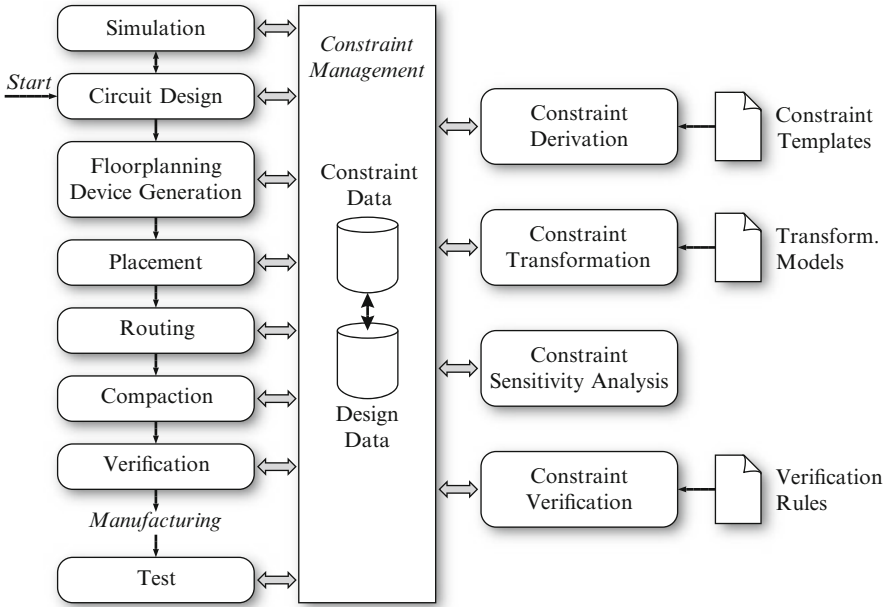 Simulation
Start
Circuit Design
Floorplanning
Device Generation
Placement
Routing
Compaction
Verification
Manufacturing
Test
Constraint
Management
Constraint
Data
Design
Data
Constraint
Derivation
Constraint
Templates
Constraint
Transformation
Transform.
Models
Constraint
Sensitivity Analysis
Constraint
Verification
Verification
Rules